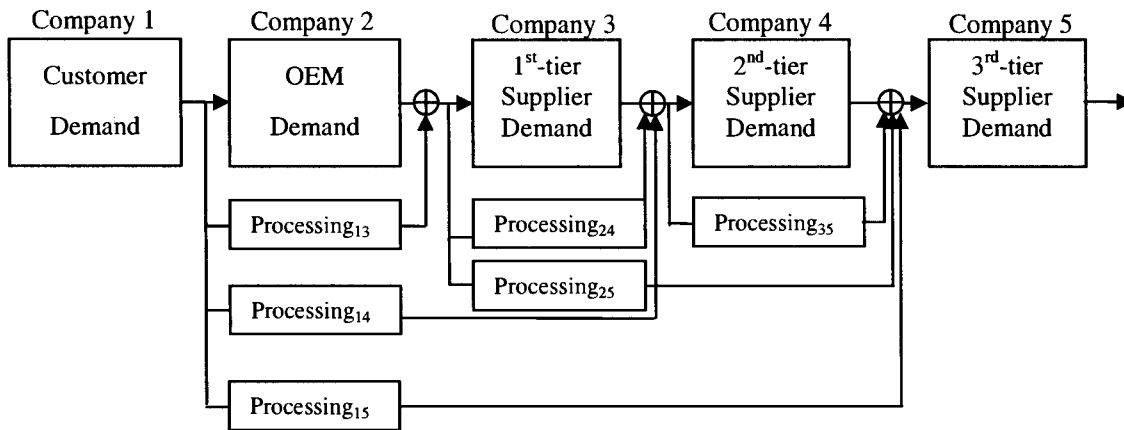 Company 1
Company 2
Company 3
Company 4
Company 5
Customer
Demand
OEM
Demand
1st-tier
Supplier
Demand
2nd-tier
Supplier
Demand
3rd-tier
Supplier
Demand
Processing13
Processing24
Processing35
Processing25
Processing14
Processing15